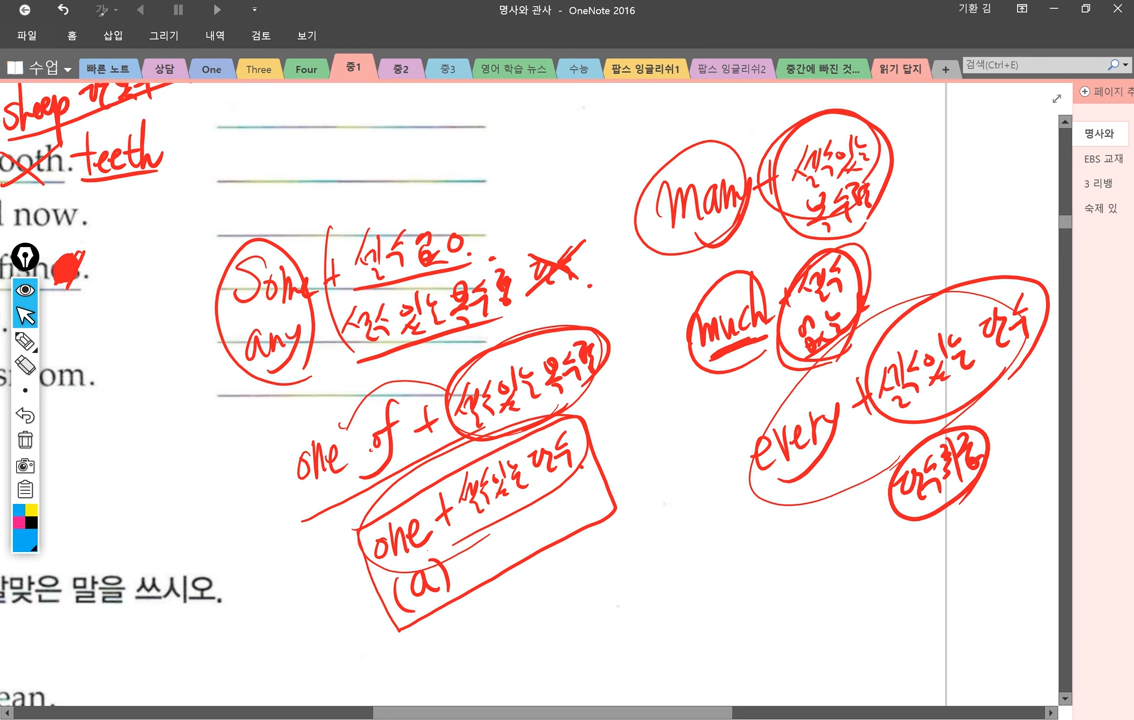 명사와 관사 - OneNote 2016
기환 김
파일 홈 삽입 그리기 내역 검토 보기
수업 빠른 노트 상담 One Three Four 중1 중2 중3 영어 학습 뉴스 수능 팝스 잉글리쉬1 팝스 잉글리쉬2 중간에 빠진 것... 읽기 답지 +
검색(Ctrl+E)
페이지 추
명사와
EBS 교재
3 리뱅
숙제 있
sheep
ooth. teeth
now.
fishes.
om.
Some
any
+ 셀수 없으.
셀수 있는 복수형
one of + 셀수있는 복수형
one + 셀수있는 단수.
(a)
many + 셀수있는
복수형
much + 셀수
없는
every + 셀수있는 단수
단수취급
알맞은 말을 쓰시오.
ean.